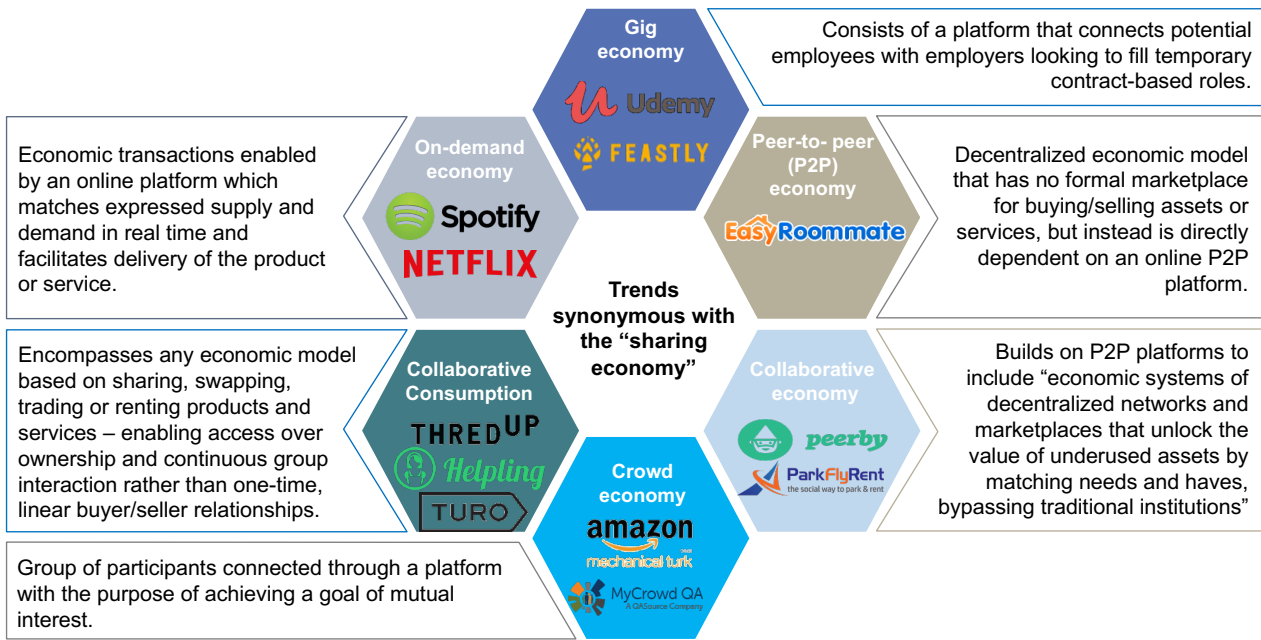 Gig
economy
Udemy
FEASTLY
Consists of a platform that connects potential
employees with employers looking to fill temporary
contract-based roles.
Economic transactions enabled
by an online platform which
matches expressed supply and
demand in real time and
facilitates delivery of the product
or service.
On-demand
economy
Spotify
NETFLIX
Peer-to- peer
(P2P)
economy
EasyRoommate
Decentralized economic model
that has no formal marketplace
for buying/selling assets or
services, but instead is directly
dependent on an online P2P
platform.
Trends
synonymous with
the “sharing
economy”
Encompasses any economic model
based on sharing, swapping,
trading or renting products and
services – enabling access over
ownership and continuous group
interaction rather than one-time,
linear buyer/seller relationships.
Collaborative
Consumption
THREDUP
Helpling
TURO
Collaborative
economy
peerby
ParkFlyRent
the social way to park & rent
Builds on P2P platforms to
include “economic systems of
decentralized networks and
marketplaces that unlock the
value of underused assets by
matching needs and haves,
bypassing traditional institutions”
Crowd
economy
amazon
mechanical turk
MyCrowd QA
A QASource Company
Group of participants connected through a platform
with the purpose of achieving a goal of mutual
interest.